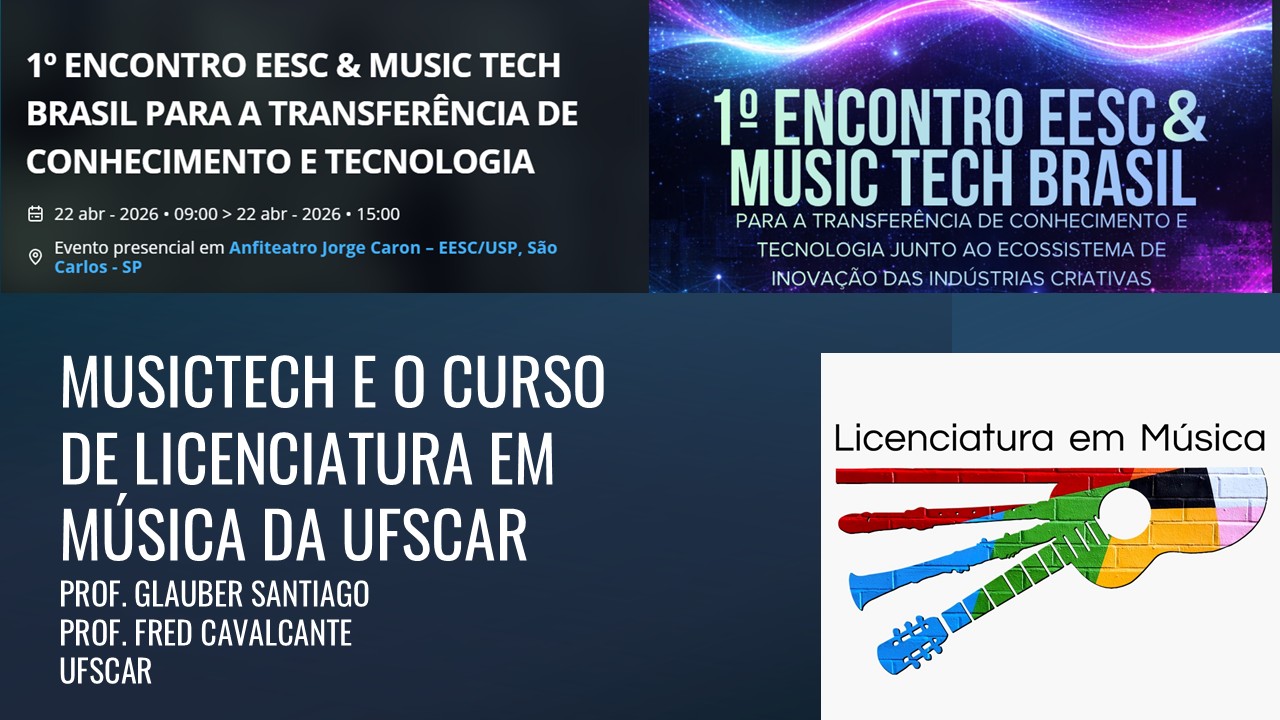 1º ENCONTRO EESC & MUSIC TECH
BRASIL PARA A TRANSFERÊNCIA DE
CONHECIMENTO E TECNOLOGIA
22 abr - 2026 • 09:00 > 22 abr - 2026 • 15:00
Evento presencial em Anfiteatro Jorge Caron – EESC/USP, São
Carlos - SP
1º ENCONTRO EESC &
MUSIC TECH BRASIL
PARA A TRANSFERÊNCIA DE CONHECIMENTO E
TECNOLOGIA JUNTO AO ECOSSISTEMA DE
INOVAÇÃO DAS INDÚSTRIAS CRIATIVAS
MUSICTECH E O CURSO
DE LICENCIATURA EM
MÚSICA DA UFSCAR
PROF. GLAUBER SANTIAGO
PROF. FRED CAVALCANTE
UFSCAR
Licenciatura em Música